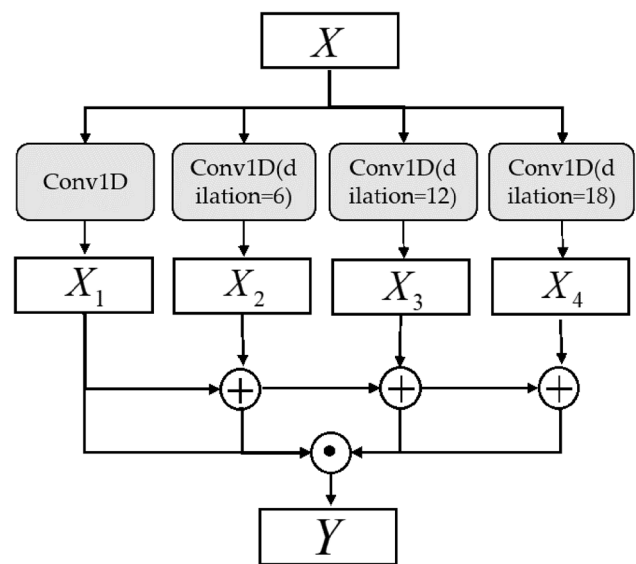 X
Conv1D
Conv1D(d
ilation=6)
Conv1D(d
ilation=12)
Conv1D(d
ilation=18)
X₁
X₂
X₃
X₄
+
+
+
Y